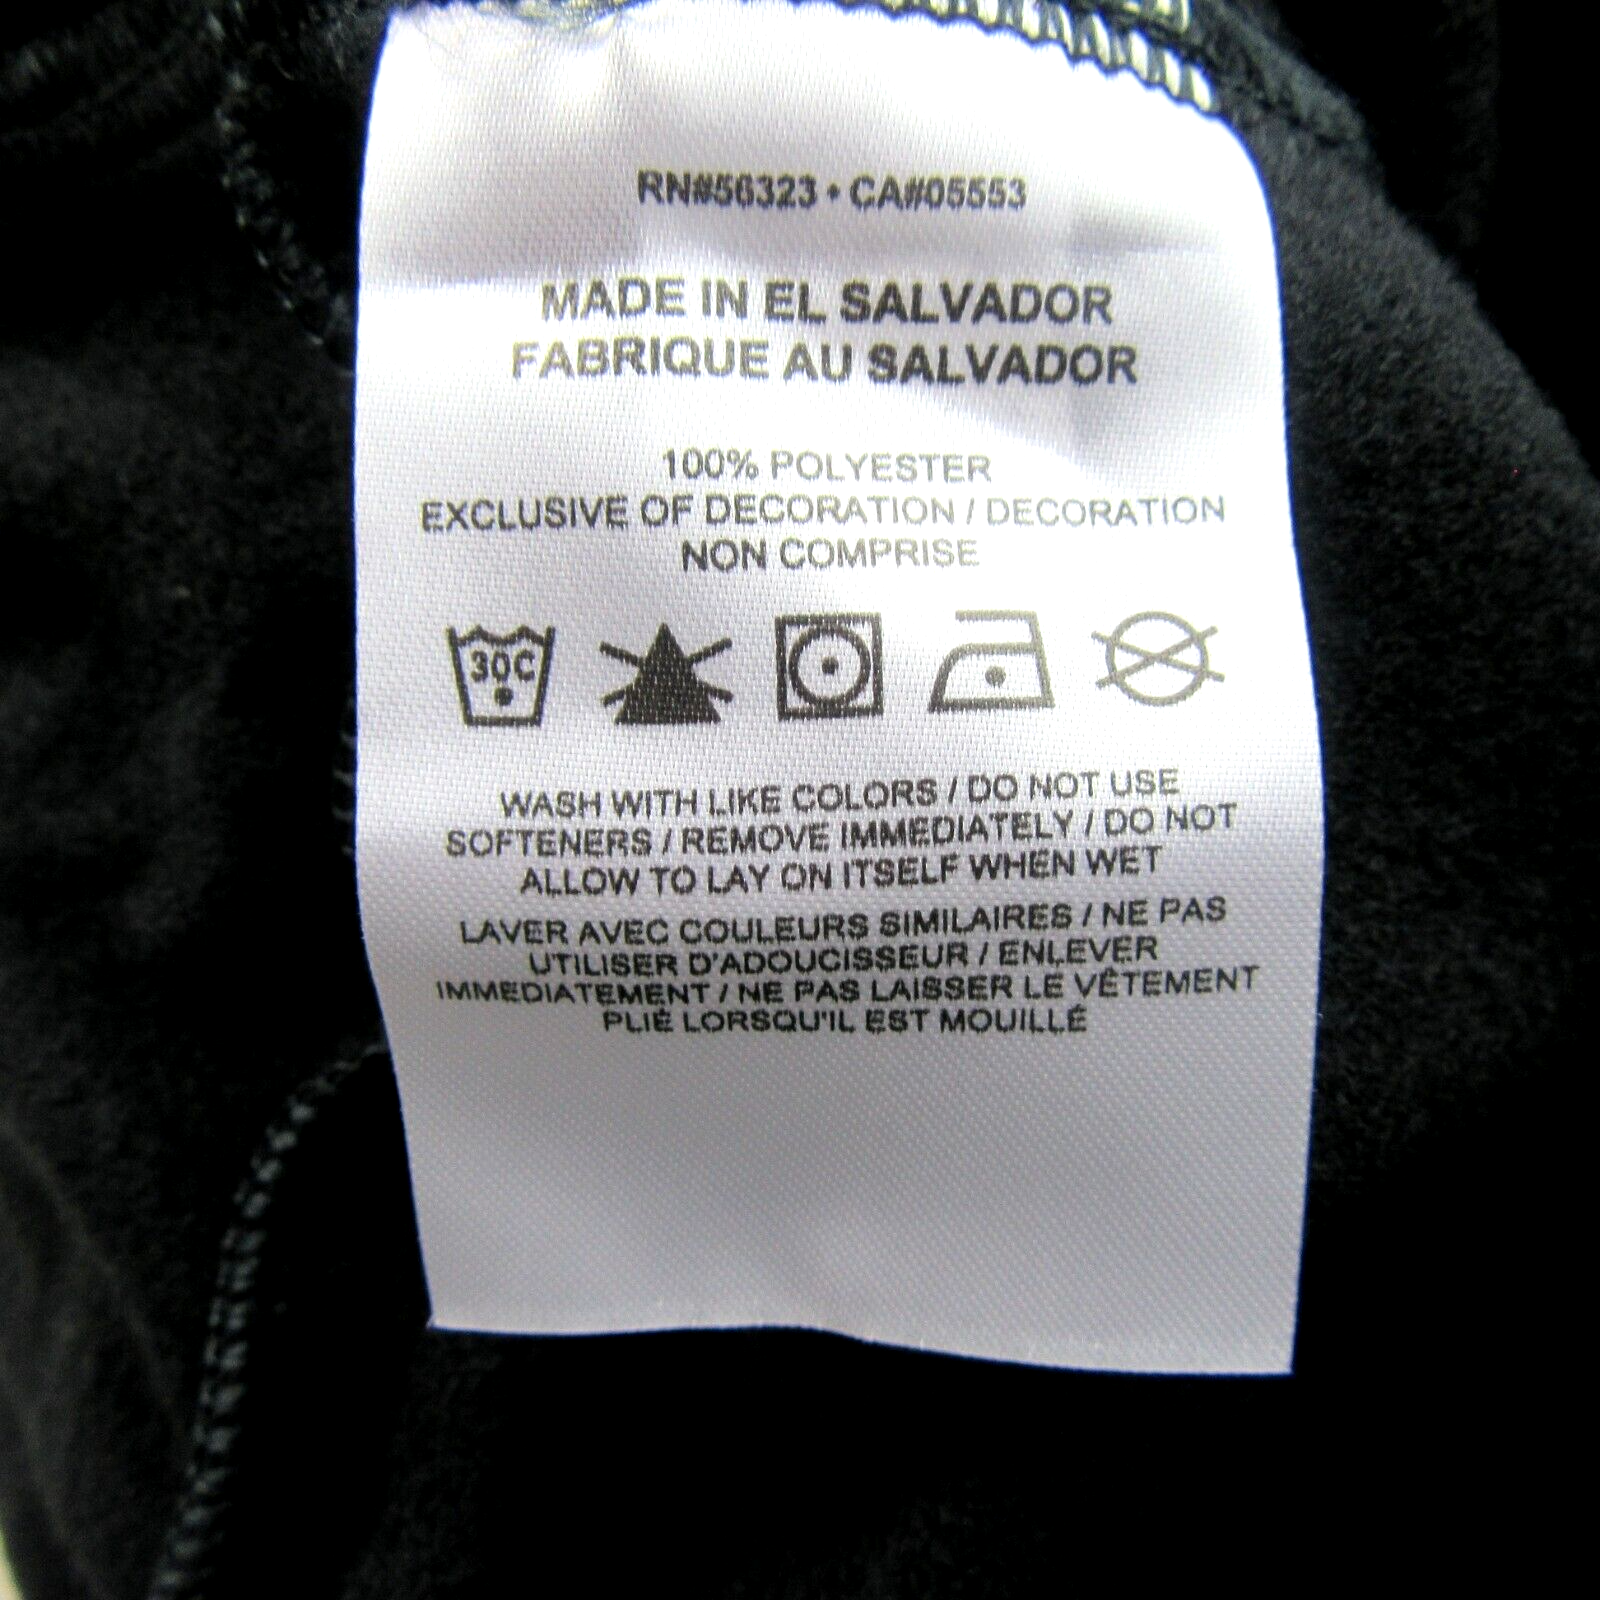 RN#56323 • CA#05553
MADE IN EL SALVADOR
FABRIQUE AU SALVADOR
100% POLYESTER
EXCLUSIVE OF DECORATION / DECORATION
NON COMPRISE
30C
WASH WITH LIKE COLORS / DO NOT USE
SOFTENERS / REMOVE IMMEDIATELY / DO NOT
ALLOW TO LAY ON ITSELF WHEN WET
LAVER AVEC COULEURS SIMILAIRES / NE PAS
UTILISER D'ADOUCISSEUR / ENLEVER
IMMEDIATEMENT / NE PAS LAISSER LE VÊTEMENT
PLIÉ LORSQU'IL EST MOUILLÉ